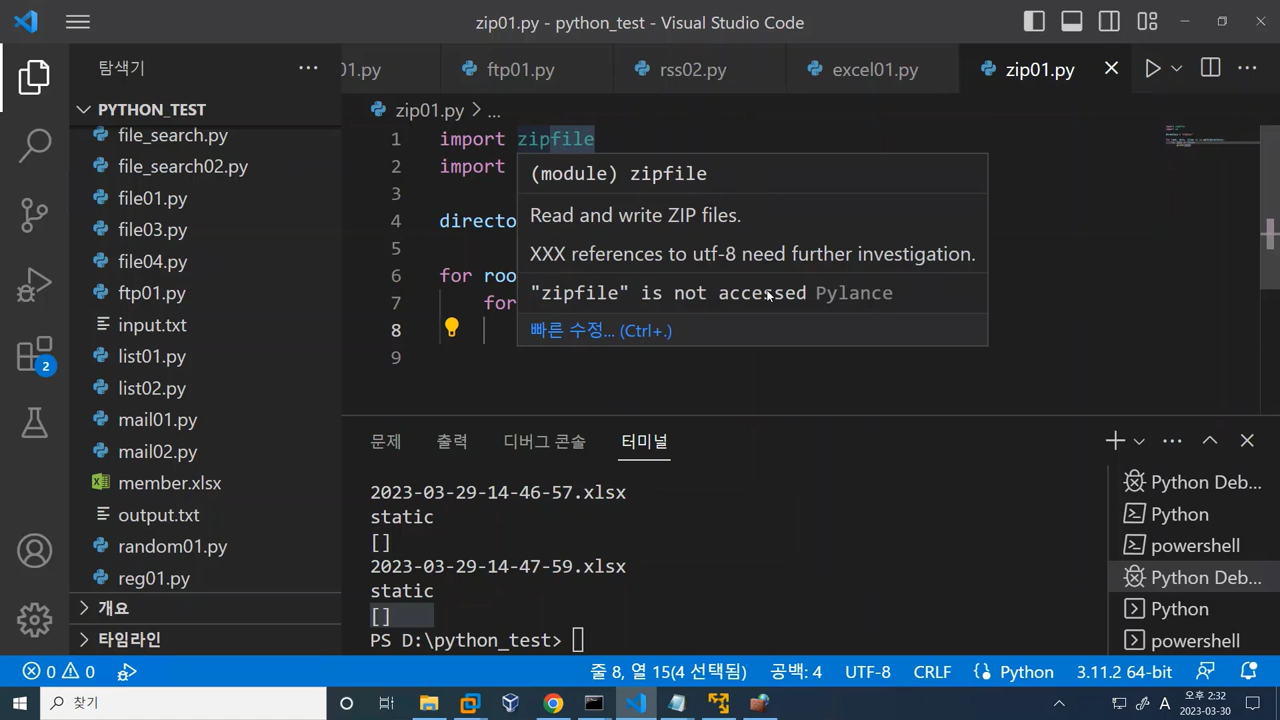 zip01.py - python_test - Visual Studio Code
탐색기
01.py
ftp01.py
rss02.py
excel01.py
zip01.py
PYTHON_TEST
file_search.py
file_search02.py
file01.py
file03.py
file04.py
ftp01.py
input.txt
list01.py
list02.py
mail01.py
mail02.py
member.xlsx
output.txt
random01.py
reg01.py
개요
타임라인
2
zip01.py > ...
1 import zipfile
2 import
3
4 directo
5
6 for roo
7 for
8
9
(module) zipfile
Read and write ZIP files.
XXX references to utf-8 need further investigation.
"zipfile" is not accessed Pylance
빠른 수정... (Ctrl+.)
문제
출력
디버그 콘솔
터미널
2023-03-29-14-46-57.xlsx
static
[]
2023-03-29-14-47-59.xlsx
static
[]
PS D:\python_test>
Python Deb...
Python
powershell
Python Deb...
Python
powershell
0 0
줄 8, 열 15(4 선택됨)
공백: 4
UTF-8
CRLF
Python
3.11.2 64-bit
찾기
A
오후 2:32
2023-03-30